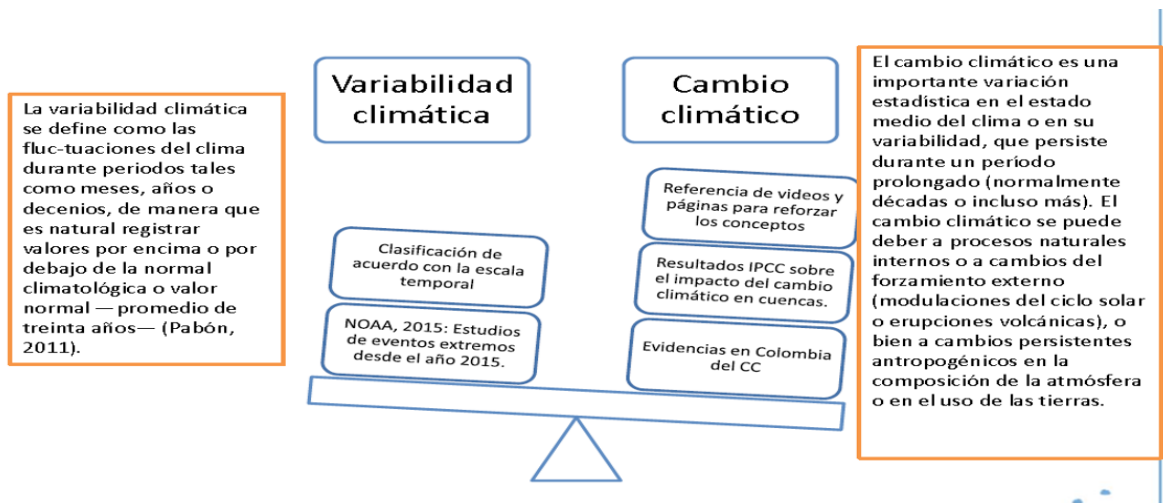 La variabilidad climática
se define como las
fluc-tuaciones del clima
durante periodos tales
como meses, años o
decenios, de manera que
es natural registrar
valores por encima o por
debajo de la normal
climatológica o valor
normal — promedio de
treinta años— (Pabón,
2011).
Variabilidad
climática
Clasificación de
acuerdo con la escala
temporal
NOAA, 2015: Estudios
de eventos extremos
desde el año 2015.
Cambio
climático
Referencia de videos y
páginas para reforzar
los conceptos
Resultados IPCC sobre
el impacto del cambio
climático en cuencas.
Evidencias en Colombia
del CC
El cambio climático es una
importante variación
estadística en el estado
medio del clima o en su
variabilidad, que persiste
durante un período
prolongado (normalmente
décadas o incluso más). El
cambio climático se puede
deber a procesos naturales
internos o a cambios del
forzamiento externo
(modulaciones del ciclo solar
o erupciones volcánicas), o
bien a cambios persistentes
antropogénicos en la
composición de la atmósfera
o en el uso de las tierras.